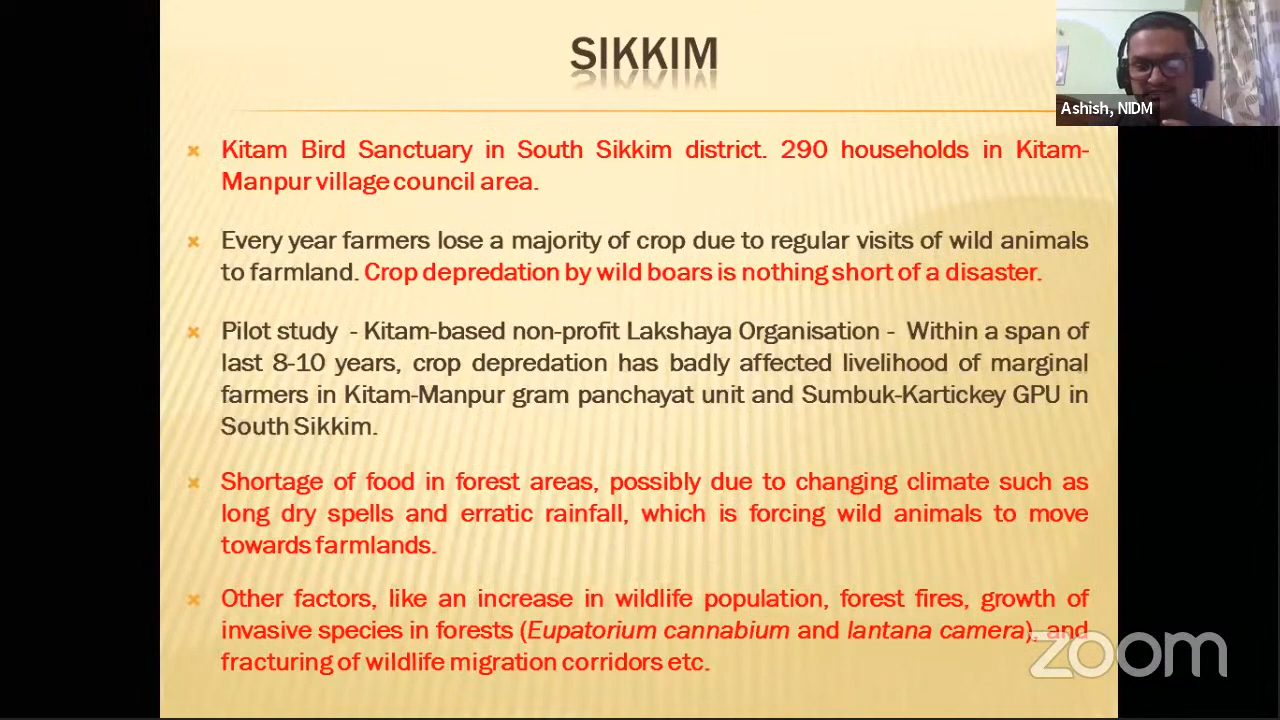 SIKKIM
Ashish, NIDM
× Kitam Bird Sanctuary in South Sikkim district. 290 households in Kitam-
Manpur village council area.
× Every year farmers lose a majority of crop due to regular visits of wild animals
to farmland. Crop depredation by wild boars is nothing short of a disaster.
× Pilot study - Kitam-based non-profit Lakshaya Organisation - Within a span of
last 8-10 years, crop depredation has badly affected livelihood of marginal
farmers in Kitam-Manpur gram panchayat unit and Sumbuk-Kartickey GPU in
South Sikkim.
× Shortage of food in forest areas, possibly due to changing climate such as
long dry spells and erratic rainfall, which is forcing wild animals to move
towards farmlands.
× Other factors, like an increase in wildlife population, forest fires, growth of
invasive species in forests (Eupatorium cannabium and lantana camera), and
fracturing of wildlife migration corridors etc.
zoom